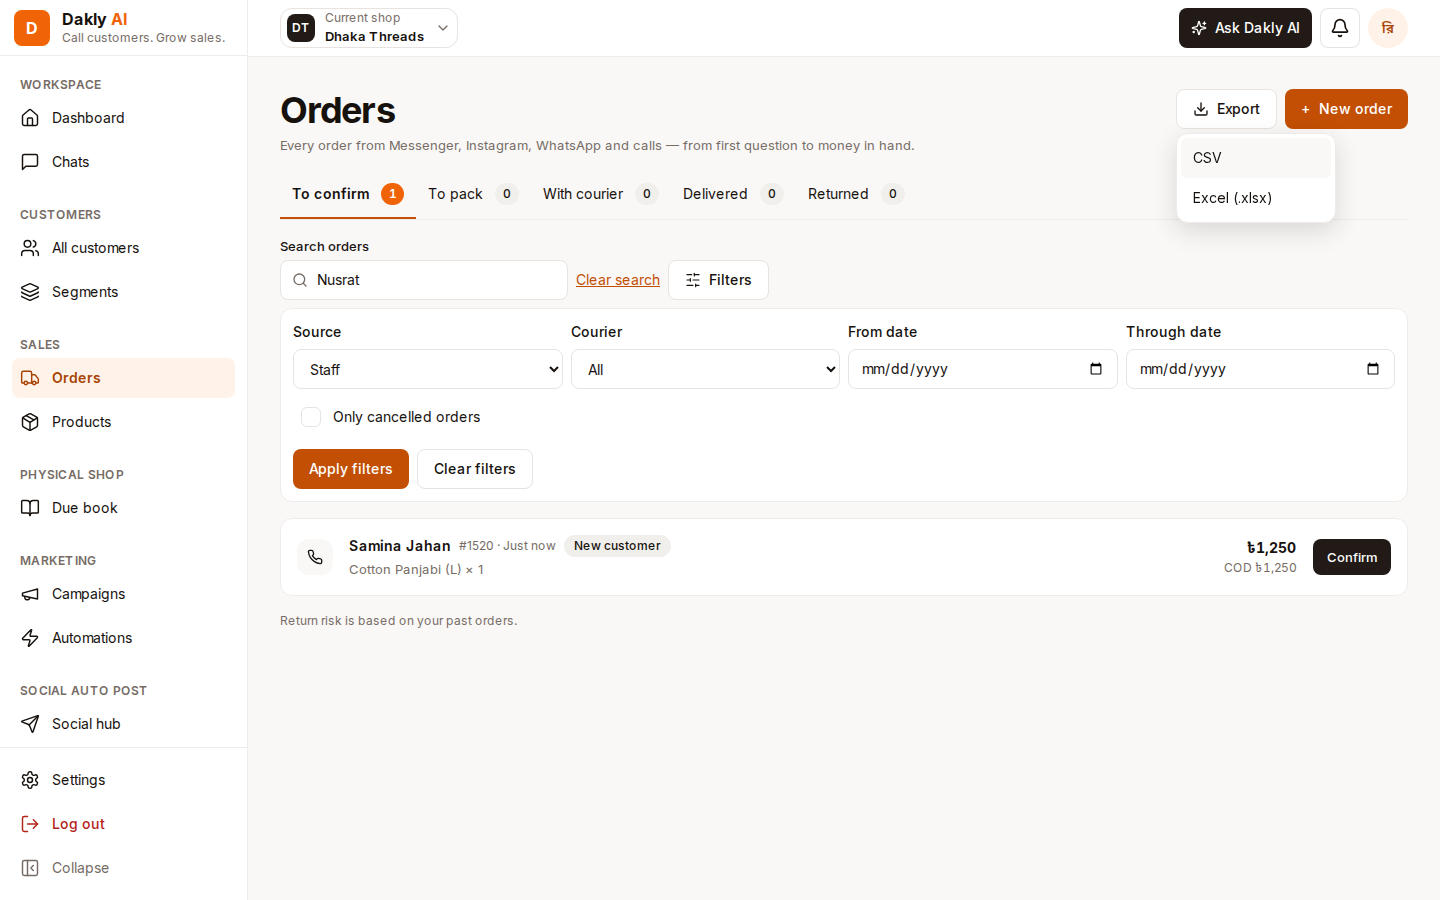 D
Dakly AI
Call customers. Grow sales.
DT
Current shop
Dhaka Threads
Ask Dakly AI
রি
WORKSPACE
Dashboard
Chats
CUSTOMERS
All customers
Segments
SALES
Orders
Products
PHYSICAL SHOP
Due book
MARKETING
Campaigns
Automations
SOCIAL AUTO POST
Social hub
Settings
Log out
Collapse
Orders
Every order from Messenger, Instagram, WhatsApp and calls — from first question to money in hand.
Export
+ New order
CSV
Excel (.xlsx)
To confirm 1 To pack 0 With courier 0 Delivered 0 Returned 0
Search orders
Nusrat
Clear search
Filters
Source Courier From date Through date
Staff All mm/dd/yyyy mm/dd/yyyy
Only cancelled orders
Apply filters Clear filters
Samina Jahan #1520 · Just now New customer
Cotton Panjabi (L) × 1
৳1,250
COD ৳1,250
Confirm
Return risk is based on your past orders.